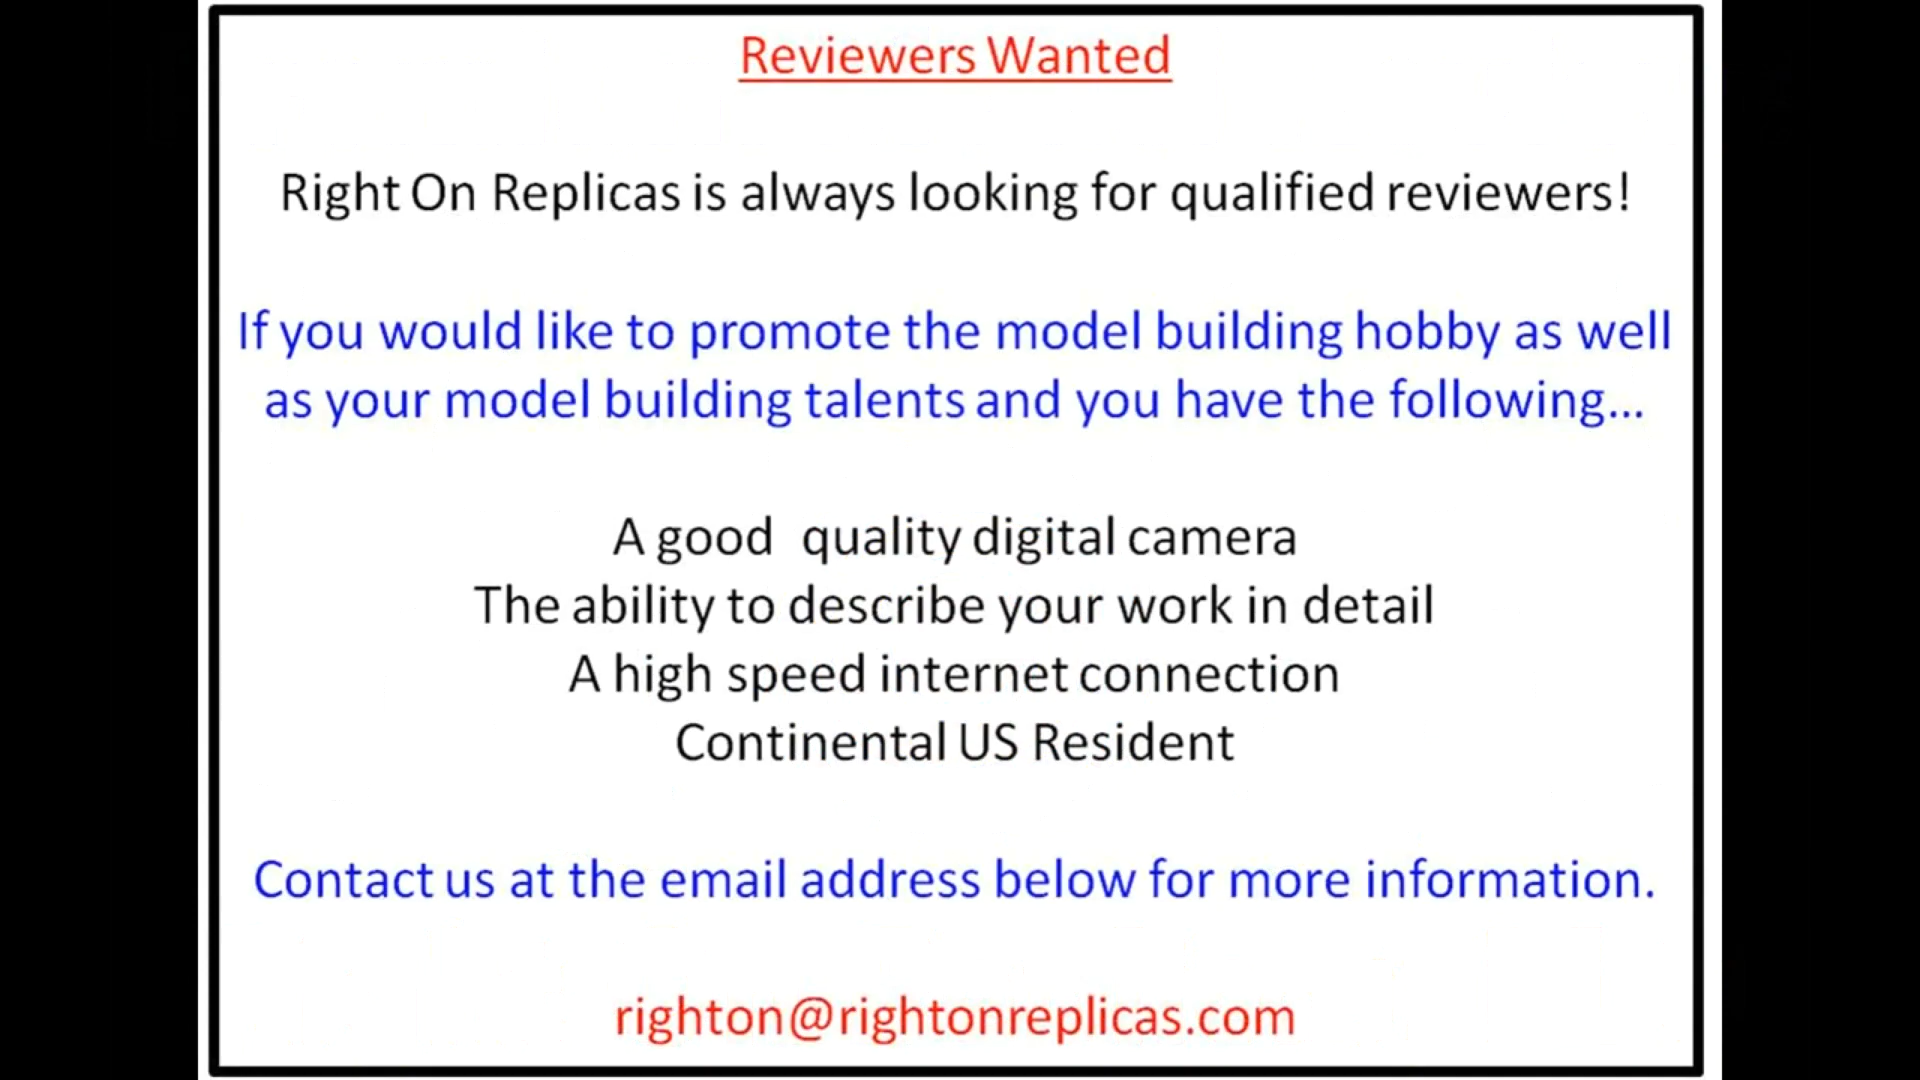 Reviewers Wanted
Right On Replicas is always looking for qualified reviewers!
If you would like to promote the model building hobby as well
as your model building talents and you have the following...
A good  quality digital camera
The ability to describe your work in detail
A high speed internet connection
Continental US Resident
Contact us at the email address below for more information.
righton@rightonreplicas.com